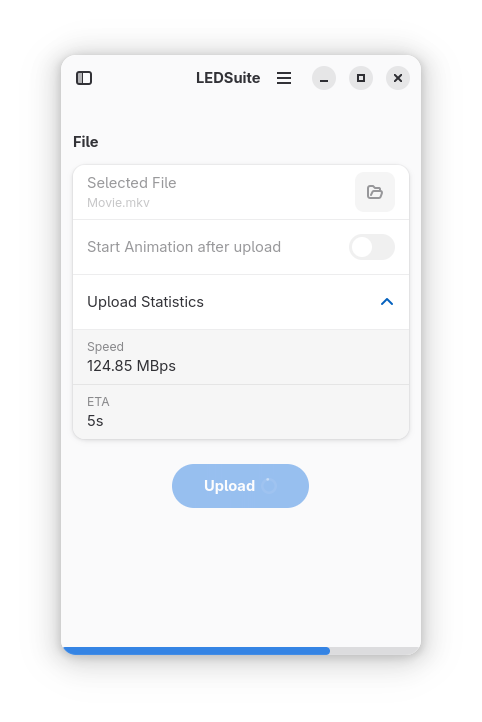 LEDSuite
File
Selected File
Movie.mkv
Start Animation after upload
Upload Statistics
Speed
124.85 MBps
ETA
5s
Upload